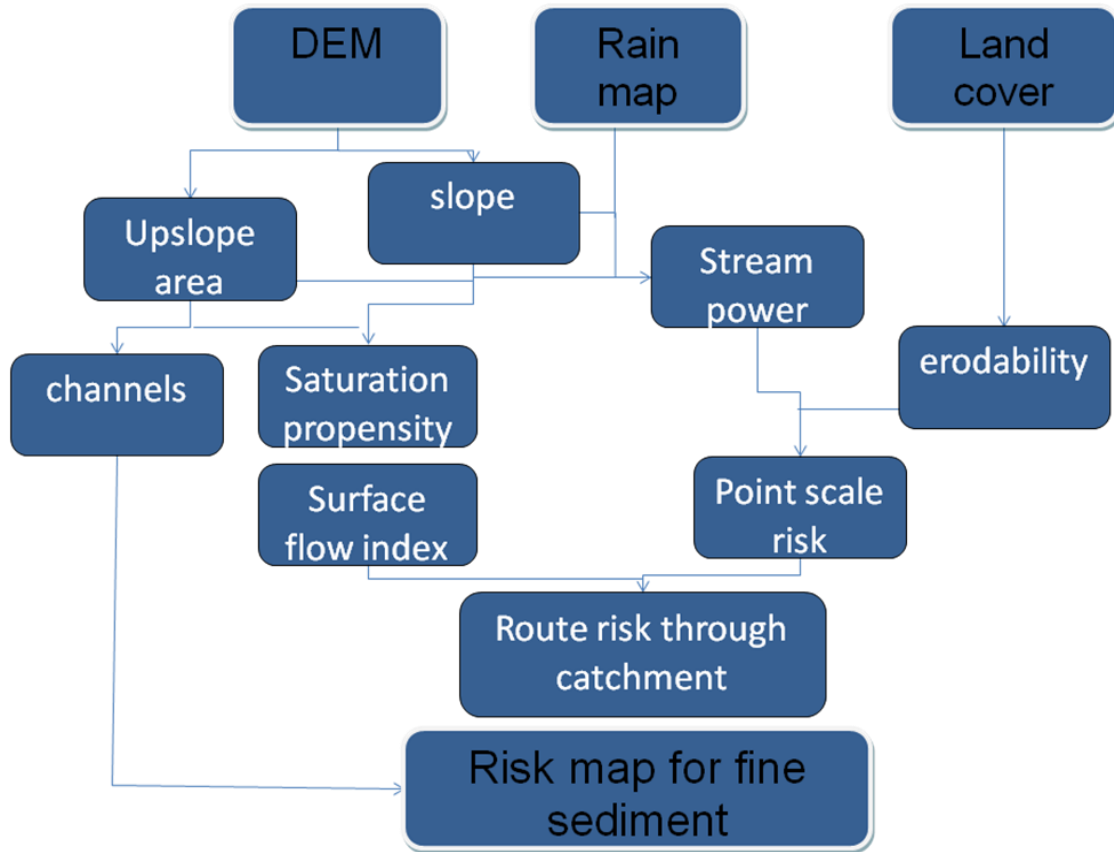 DEM
Rain
map
Land
cover
slope
Upslope
area
Stream
power
channels
Saturation
propensity
erodability
Surface
flow index
Point scale
risk
Route risk through
catchment
Risk map for fine
sediment